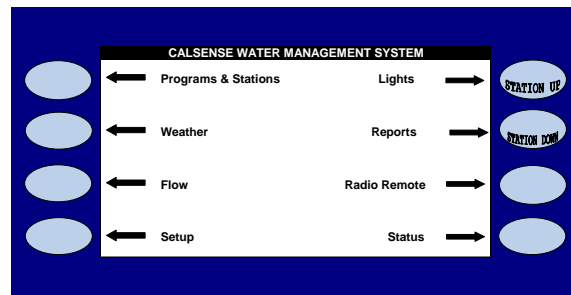 CALSENSE WATER MANAGEMENT SYSTEM
Programs & Stations
Lights
STATION UP
Weather
Reports
STATION DOWN
Flow
Radio Remote
Setup
Status